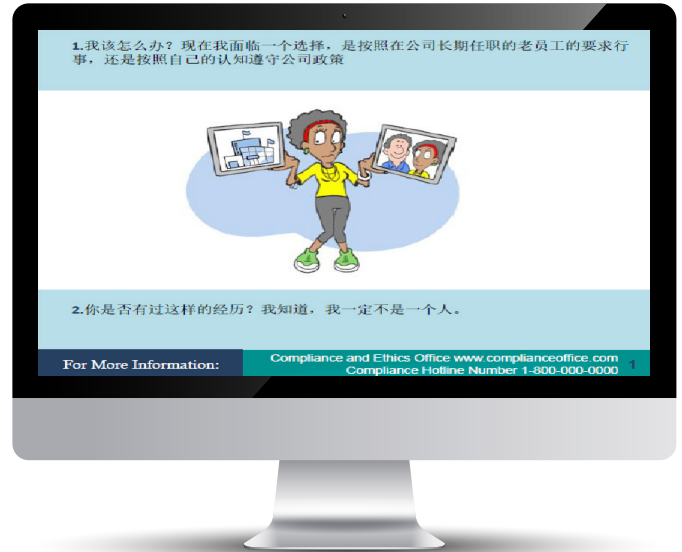 1.我该怎么办？现在我面临一个选择，是按照在公司长期任职的老员工的要求行
事，还是按照自己的认知遵守公司政策
2.你是否有过这样的经历？我知道，我一定不是一个人。
For More Information:
Compliance and Ethics Office www.complianceoffice.com
Compliance Hotline Number 1-800-000-0000
1